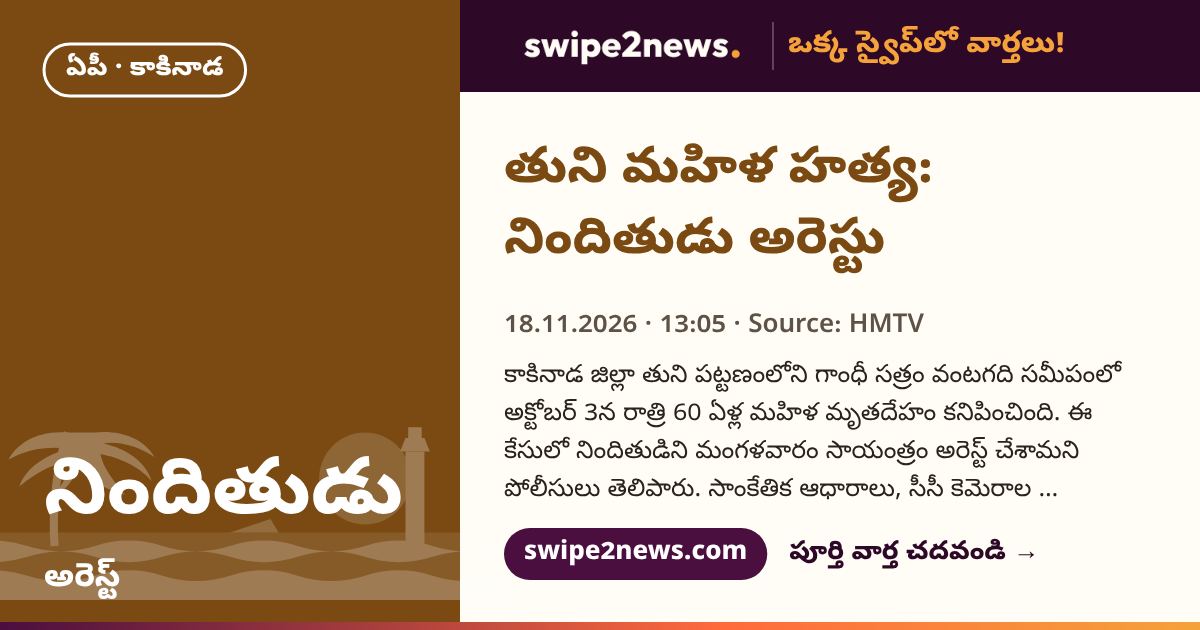 ఏపీ · కాకినాడ
నిందితుడు
అరెస్ట్
swipe2news.
ఒక్క స్వైప్‌లో వార్తలు!
తుని మహిళ హత్య:
నిందితుడు అరెస్టు
18.11.2026 · 13:05 · Source: HMTV
కాకినాడ జిల్లా తుని పట్టణంలోని గాంధీ సత్రం వంటగది సమీపంలో
అక్టోబర్ 3న రాత్రి 60 ఏళ్ల మహిళ మృతదేహం కనిపించింది. ఈ
కేసులో నిందితుడిని మంగళవారం సాయంత్రం అరెస్ట్ చేశామని
పోలీసులు తెలిపారు. సాంకేతిక ఆధారాలు, సీసీ కెమెరాల ...
swipe2news.com
పూర్తి వార్త చదవండి →